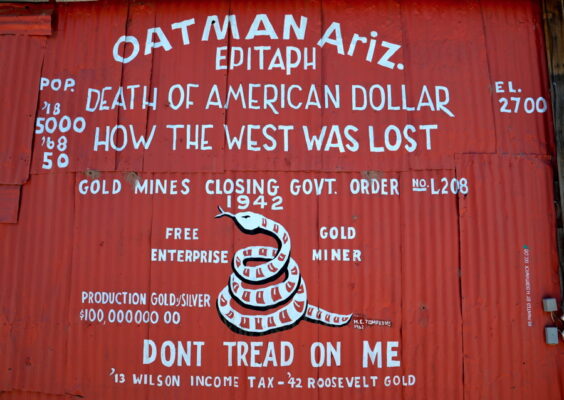 OATMAN Ariz.
EPITAPH
POP.
'18
5000
'68
50
DEATH OF AMERICAN DOLLAR
EL.
2700
HOW THE WEST WAS LOST
GOLD MINES CLOSING GOVT. ORDER NO. L208
1942
FREE
ENTERPRISE
GOLD
MINER
PRODUCTION GOLD & SILVER
$100,000000 00
DONT TREAD ON ME
'13 WILSON INCOME TAX - '42 ROOSEVELT GOLD